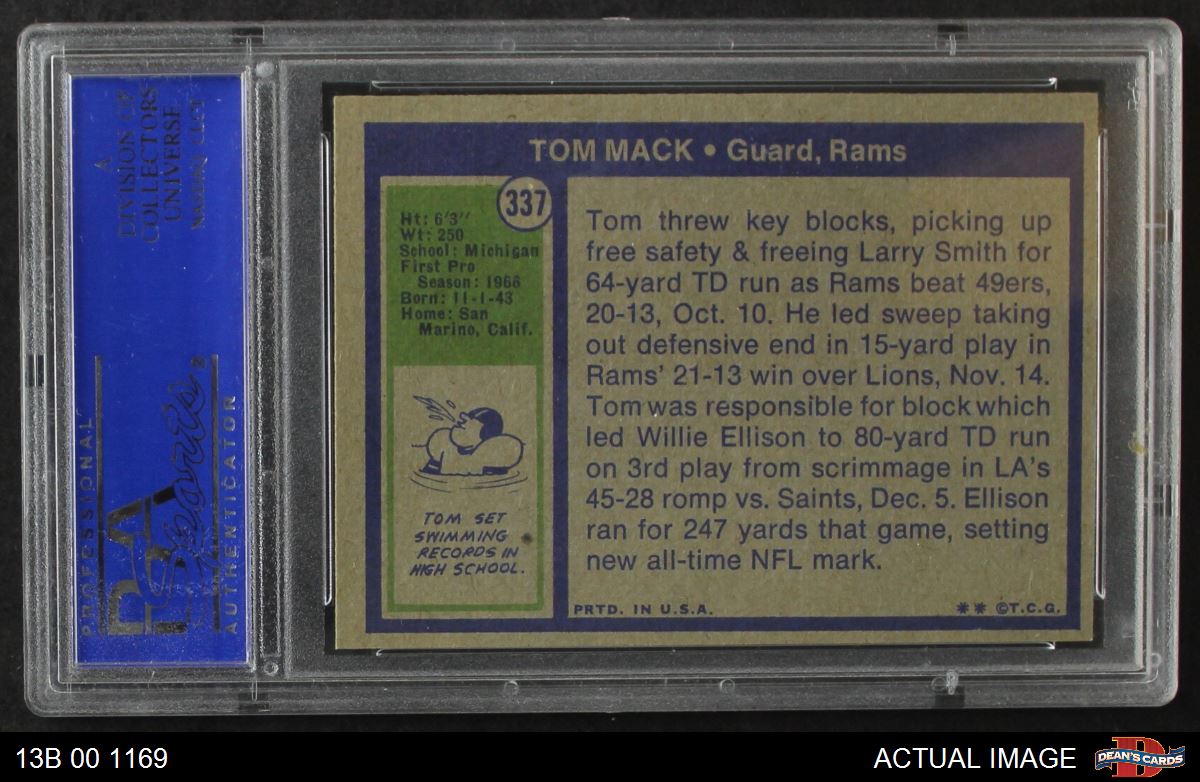 A
DIVISION OF
COLLECTORS
UNIVERSE
NASDAQ: CLCT
PROFESSIONAL
PSA
AUTHENTICATOR
TOM MACK • Guard, Rams
337
Ht: 6'3"
Wt: 250
School: Michigan
First Pro
Season: 1966
Born: 11-1-43
Home: San
Marino, Calif.
TOM SET
SWIMMING
RECORDS IN
HIGH SCHOOL.
Tom threw key blocks, picking up
free safety & freeing Larry Smith for
64-yard TD run as Rams beat 49ers,
20-13, Oct. 10. He led sweep taking
out defensive end in 15-yard play in
Rams' 21-13 win over Lions, Nov. 14.
Tom was responsible for block which
led Willie Ellison to 80-yard TD run
on 3rd play from scrimmage in LA's
45-28 romp vs. Saints, Dec. 5. Ellison
ran for 247 yards that game, setting
new all-time NFL mark.
PRTD. IN U.S.A.
** ©T.C.G.
13B 00 1169
ACTUAL IMAGE
DEAN'S CARDS